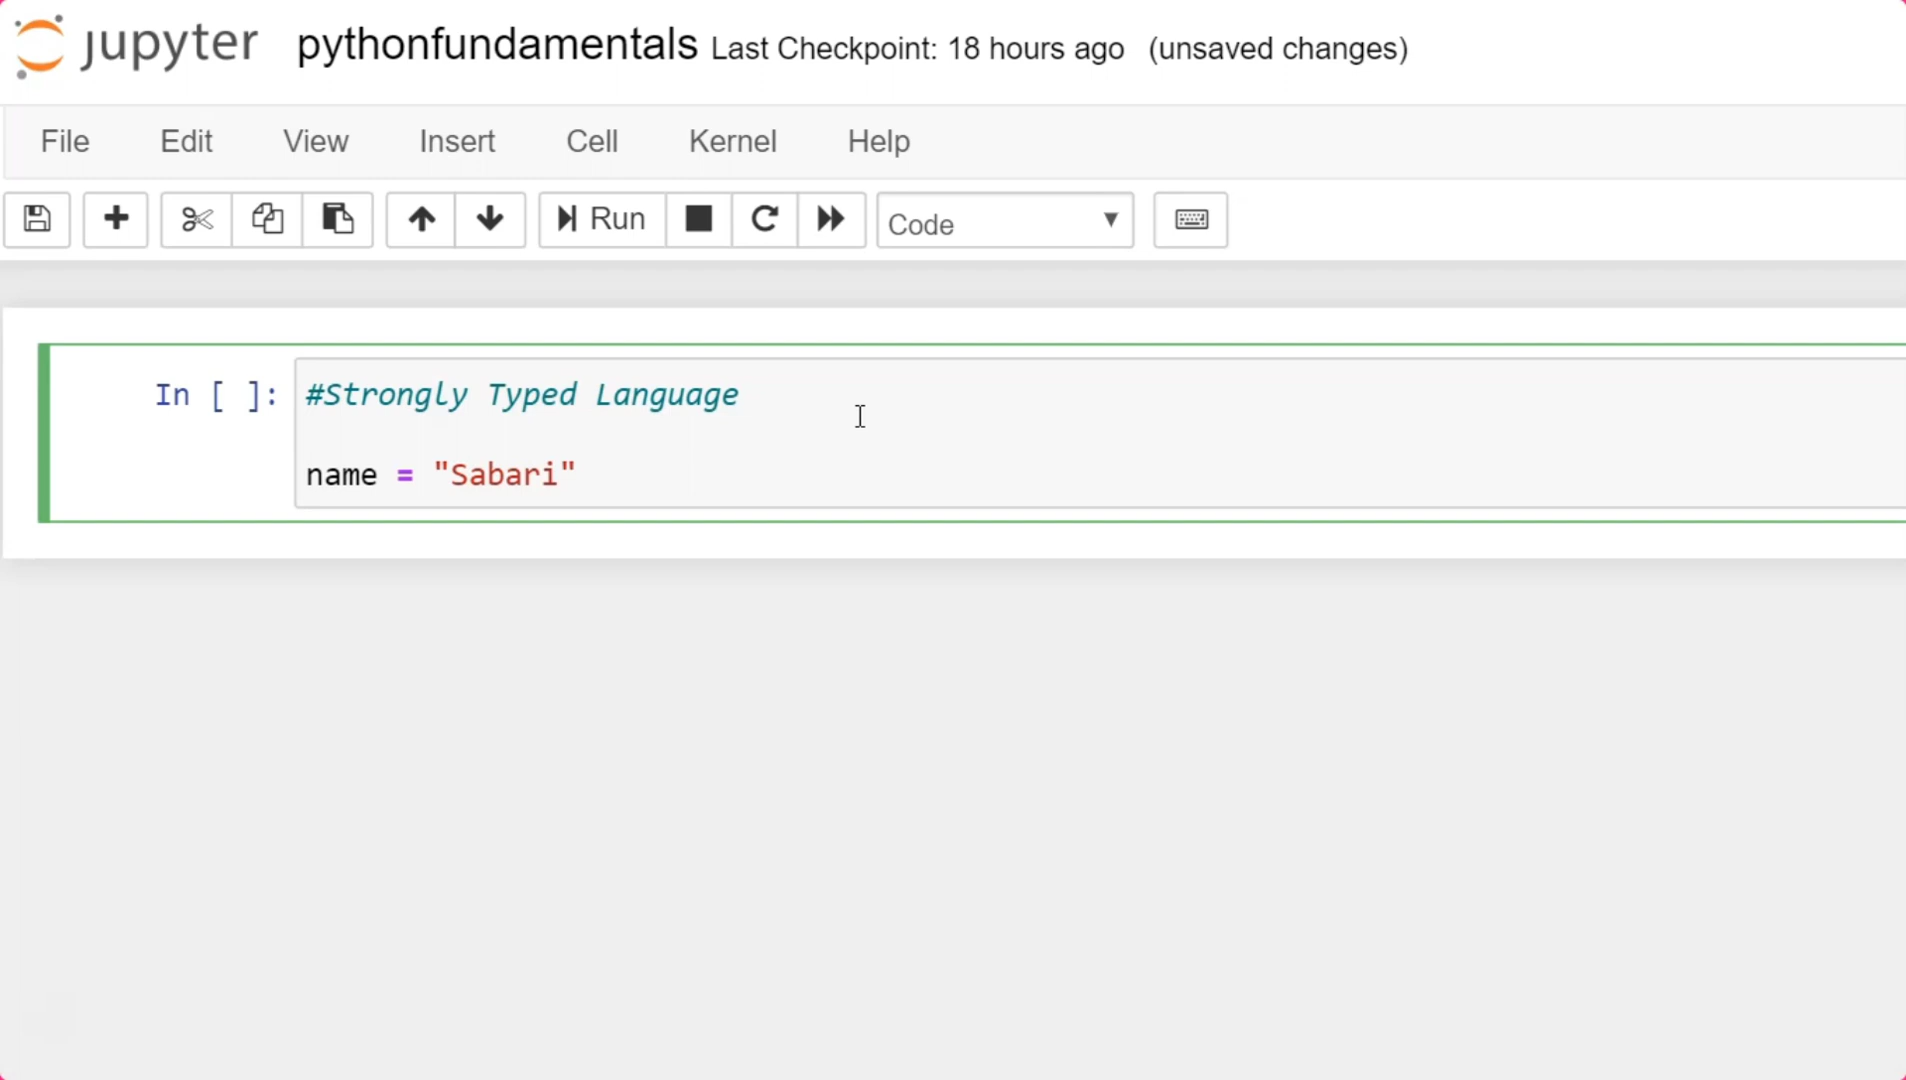 jupyter pythonfundamentals Last Checkpoint: 18 hours ago (unsaved changes)
File Edit View Insert Cell Kernel Help
Run Code
In [ ]: #Strongly Typed Language
name = "Sabari"